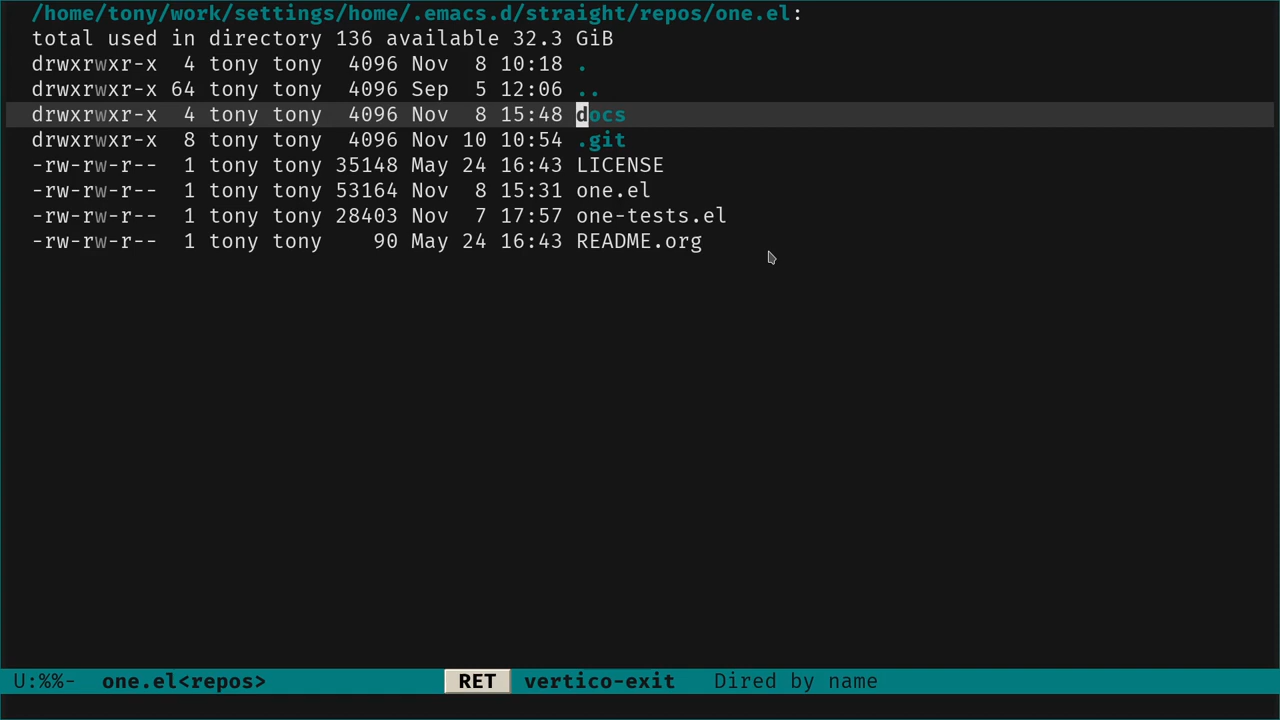 /home/tony/work/settings/home/.emacs.d/straight/repos/one.el:
total used in directory 136 available 32.3 GiB
drwxrwxr-x  4 tony tony  4096 Nov  8 10:18 .
drwxrwxr-x 64 tony tony  4096 Sep  5 12:06 ..
drwxrwxr-x  4 tony tony  4096 Nov  8 15:48 docs
drwxrwxr-x  8 tony tony  4096 Nov 10 10:54 .git
-rw-rw-r--  1 tony tony 35148 May 24 16:43 LICENSE
-rw-rw-r--  1 tony tony 53164 Nov  8 15:31 one.el
-rw-rw-r--  1 tony tony 28403 Nov  7 17:57 one-tests.el
-rw-rw-r--  1 tony tony    90 May 24 16:43 README.org
U:%%-  one.el<repos>  RET  vertico-exit  Dired by name